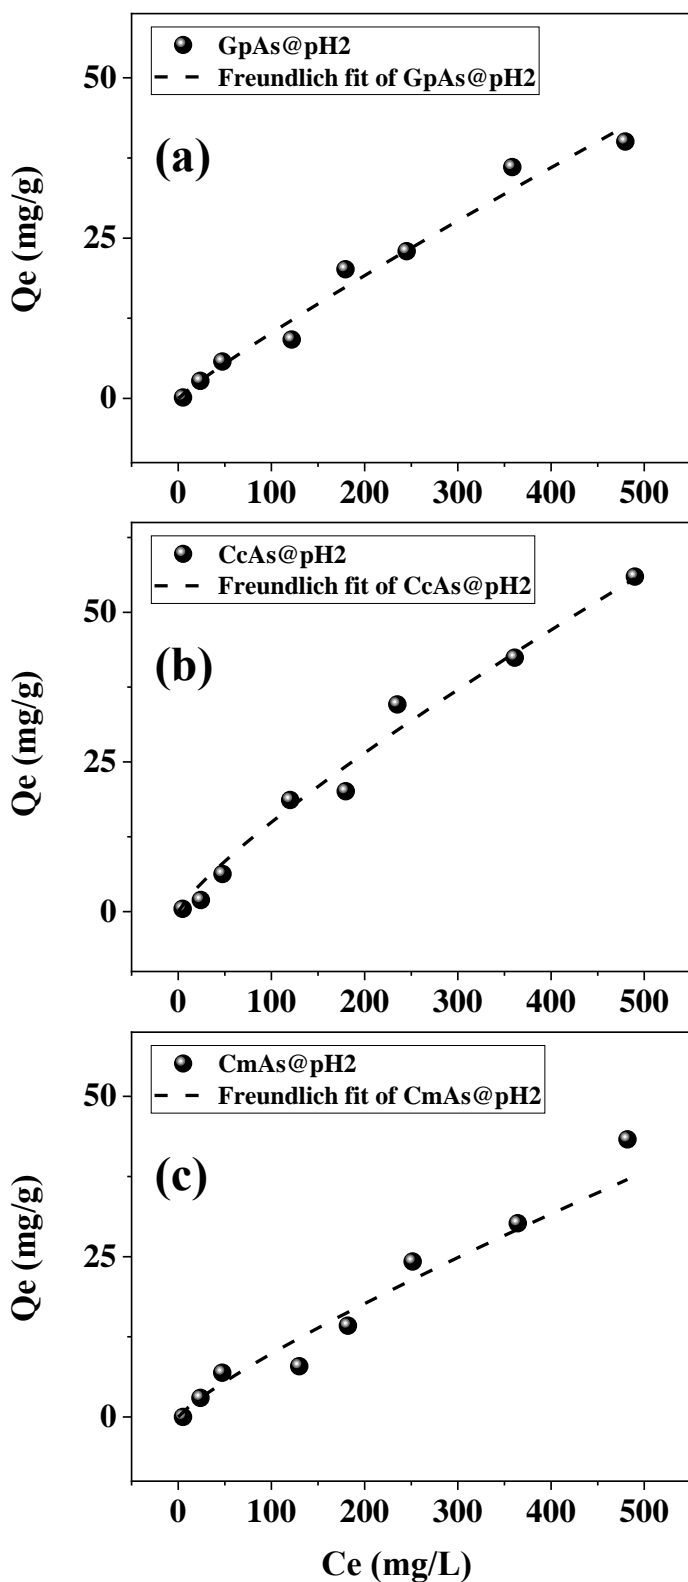 GpAs@pH2
Freundlich fit of GpAs@pH2
50
(a)
25
0
Qe (mg/g)
0 100 200 300 400 500
CcAs@pH2
Freundlich fit of CcAs@pH2
50
(b)
25
0
Qe (mg/g)
0 100 200 300 400 500
CmAs@pH2
Freundlich fit of CmAs@pH2
50
(c)
25
0
Qe (mg/g)
0 100 200 300 400 500
Ce (mg/L)